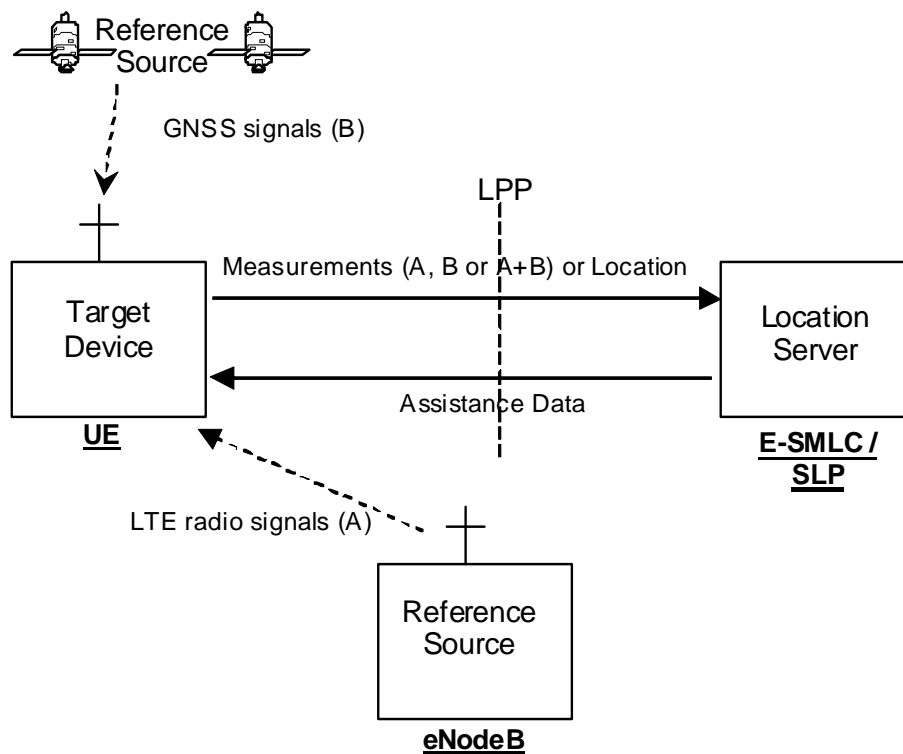 Reference
Source
GNSS signals (B)
LPP
Measurements (A, B or A+B) or Location
Target
Device
Location
Server
Assistance Data
UE
E-SMLC /
SLP
LTE radio signals (A)
Reference
Source
eNodeB